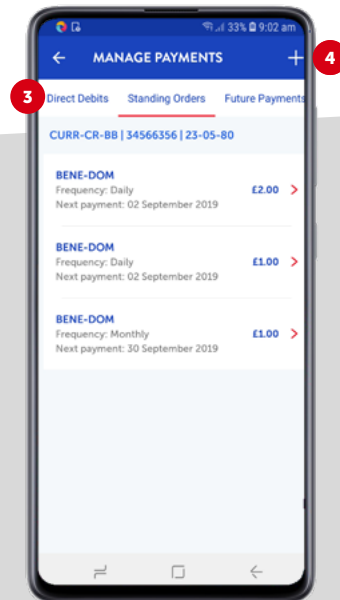 33% 9:02 am
MANAGE PAYMENTS
4
3
Direct Debits Standing Orders Future Payments
CURR-CR-BB | 34566356 | 23-05-80
BENE-DOM
Frequency: Daily £2.00
Next payment: 02 September 2019
BENE-DOM
Frequency: Daily £1.00
Next payment: 02 September 2019
BENE-DOM
Frequency: Monthly £1.00
Next payment: 30 September 2019